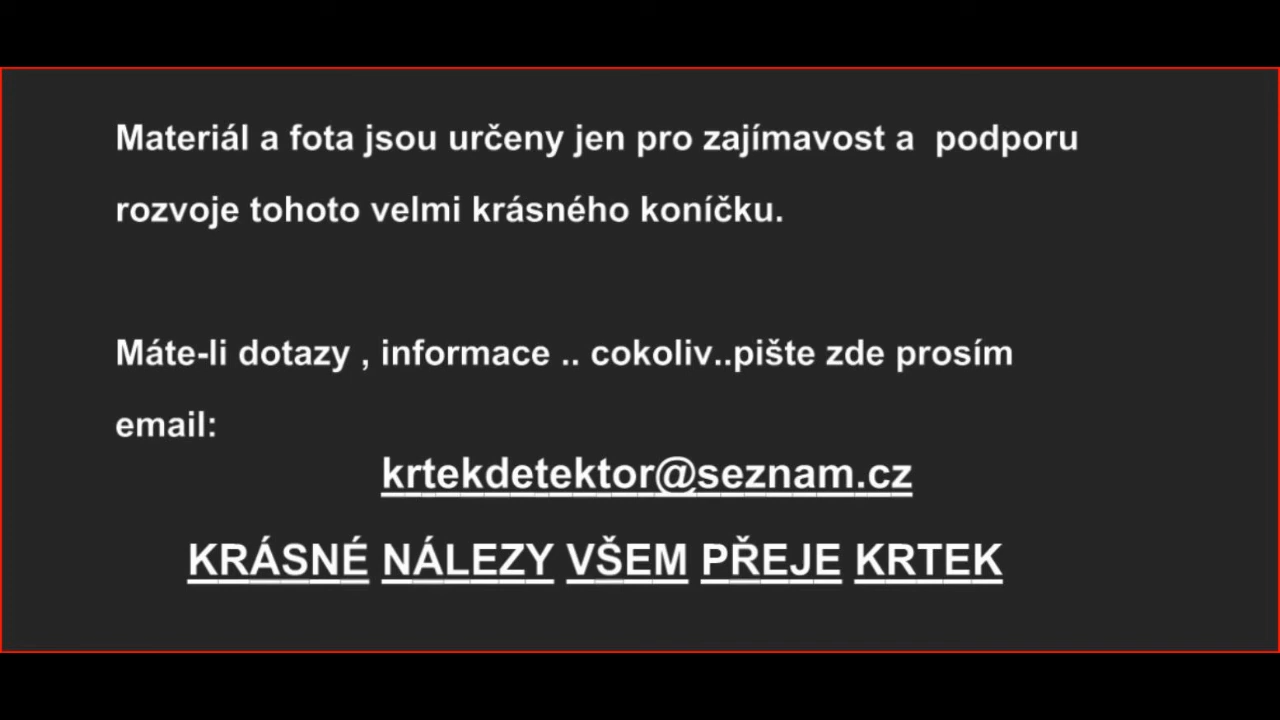 Materiál a fota jsou určeny jen pro zajímavost a  podporu
rozvoje tohoto velmi krásného koníčku.
Máte-li dotazy , informace .. cokoliv..pište zde prosím
email:
krtekdetektor@seznam.cz
KRÁSNÉ NÁLEZY VŠEM PŘEJE KRTEK